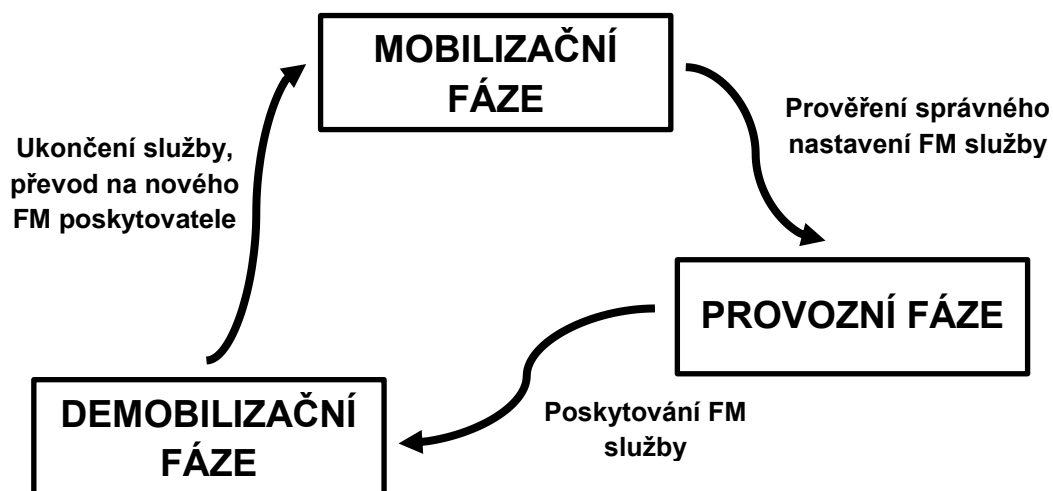 MOBILIZAČNÍ
FÁZE
Prověření správného
nastavení FM služby
Ukončení služby,
převod na nového
FM poskytovatele
PROVOZNÍ FÁZE
Poskytování FM
služby
DEMOBILIZAČNÍ
FÁZE